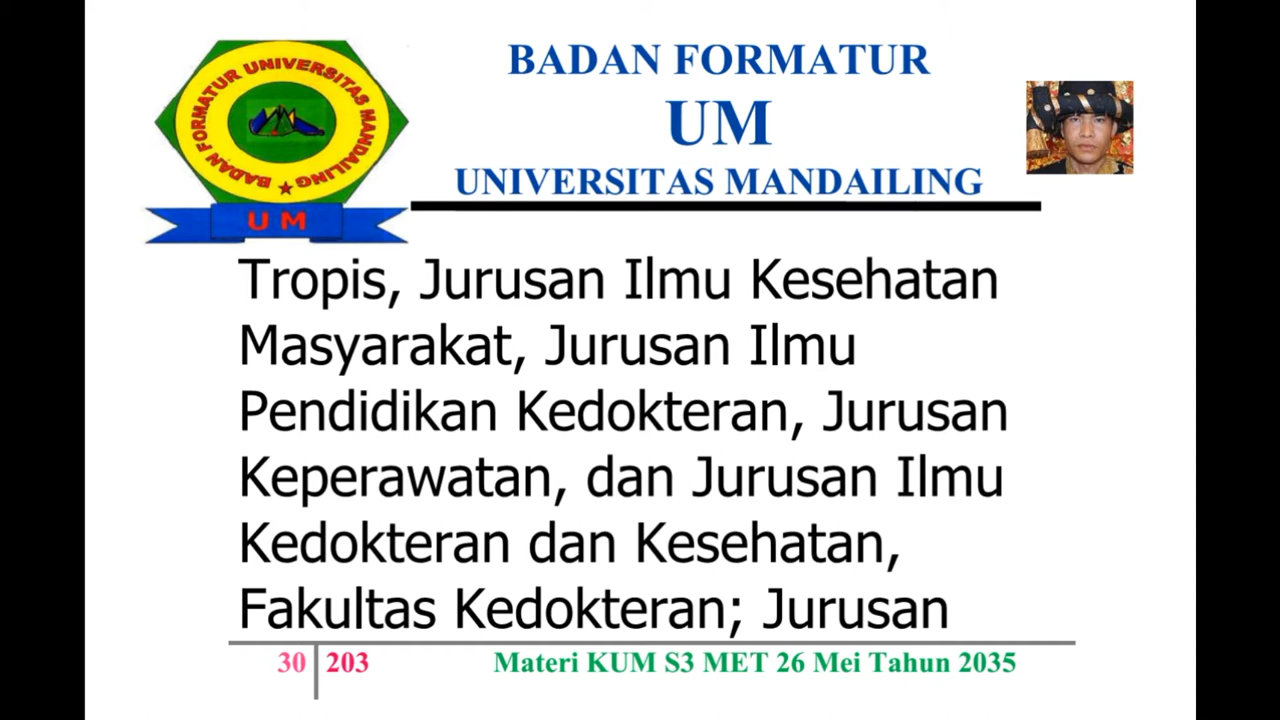 BADAN FORMATUR UNIVERSITAS MANDAILING
U M
BADAN FORMATUR
UM
UNIVERSITAS MANDAILING
Tropis, Jurusan Ilmu Kesehatan
Masyarakat, Jurusan Ilmu
Pendidikan Kedokteran, Jurusan
Keperawatan, dan Jurusan Ilmu
Kedokteran dan Kesehatan,
Fakultas Kedokteran; Jurusan
30 203 Materi KUM S3 MET 26 Mei Tahun 2035